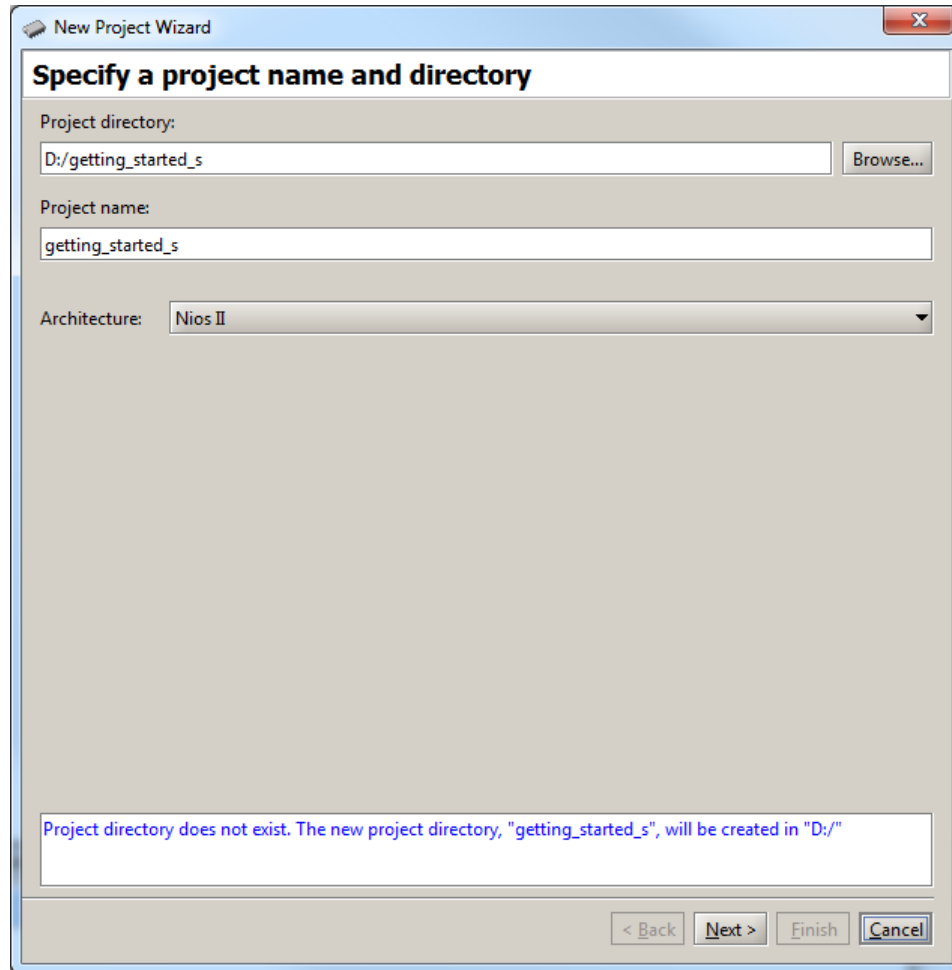 New Project Wizard
Specify a project name and directory
Project directory:
D:/getting_started_s
Browse...
Project name:
getting_started_s
Architecture: Nios II
Project directory does not exist. The new project directory, "getting_started_s", will be created in "D:/"
< Back Next > Finish Cancel